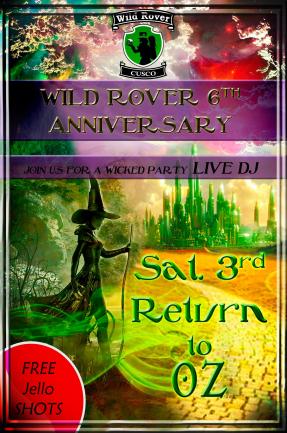 Wild Rover
CUSCO
WILD ROVER 6TH
ANNIVERSARY
JOIN US FOR A WICKED PARTY LIVE DJ
Sat. 3rd
Return
to
OZ
FREE
Jello
SHOTS